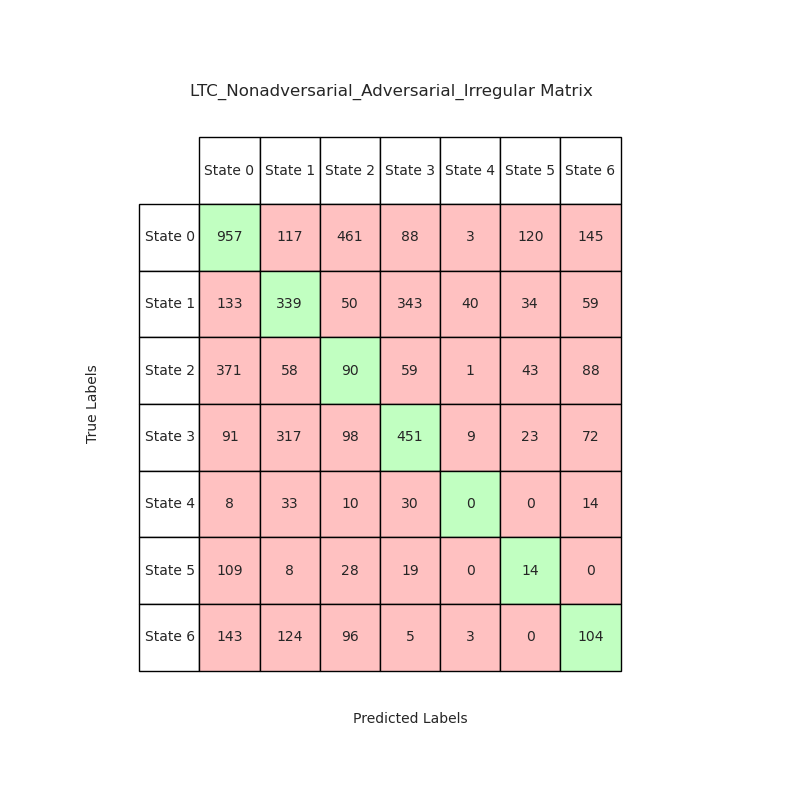 LTC_Nonadversarial_Adversarial_Irregular Matrix
State 0 State 1 State 2 State 3 State 4 State 5 State 6
State 0 957 117 461 88 3 120 145
State 1 133 339 50 343 40 34 59
State 2 371 58 90 59 1 43 88
State 3 91 317 98 451 9 23 72
State 4 8 33 10 30 0 0 14
State 5 109 8 28 19 0 14 0
State 6 143 124 96 5 3 0 104
True Labels
Predicted Labels